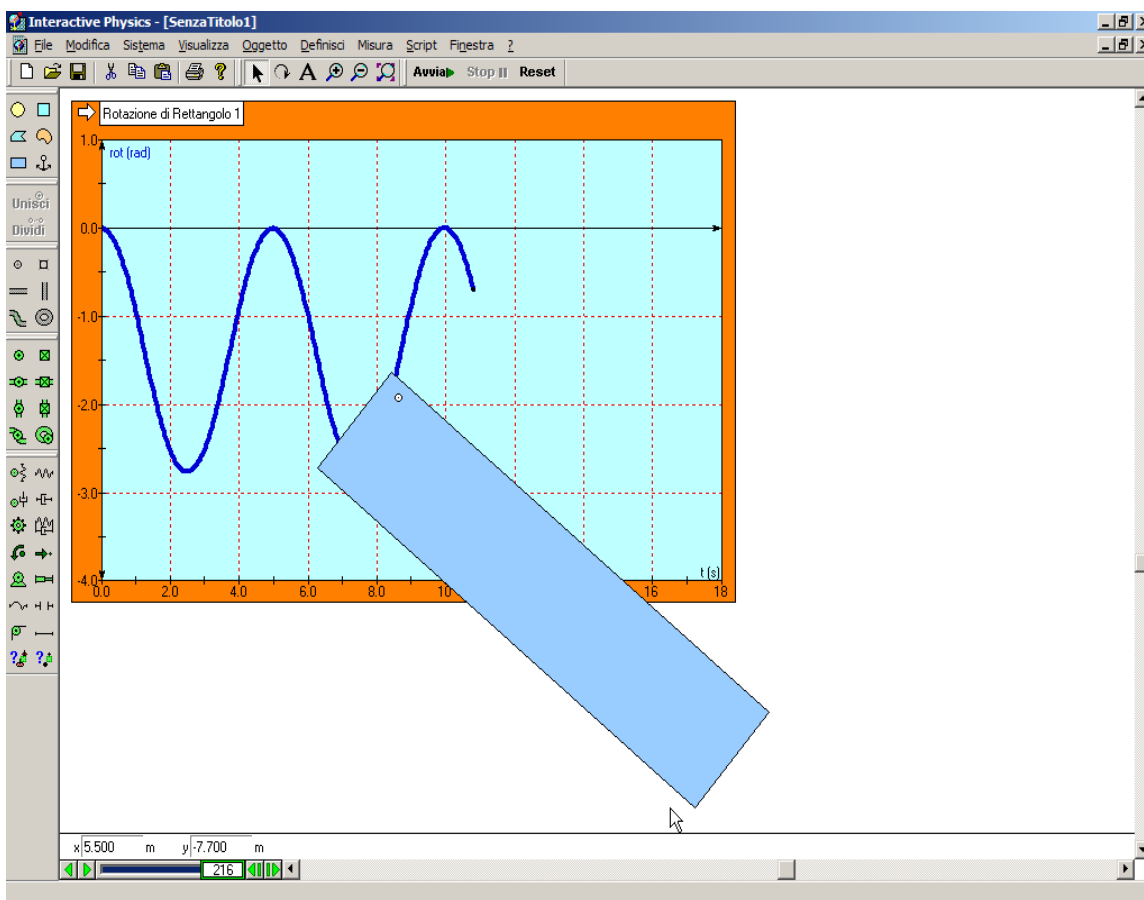 Interactive Physics - [SenzaTitolo1]
File Modifica Sistema Visualizza Oggetto Definisci Misura Script Finestra ?
A Avvia Stop Reset
Rotazione di Rettangolo 1
1.0
rot (rad)
Unisci
Dividi
0.0
-1.0
-2.0
-3.0
-4.0
t (s)
0.0 2.0 4.0 6.0 8.0 10 16 18
x 5.500 m y -7.700 m
216